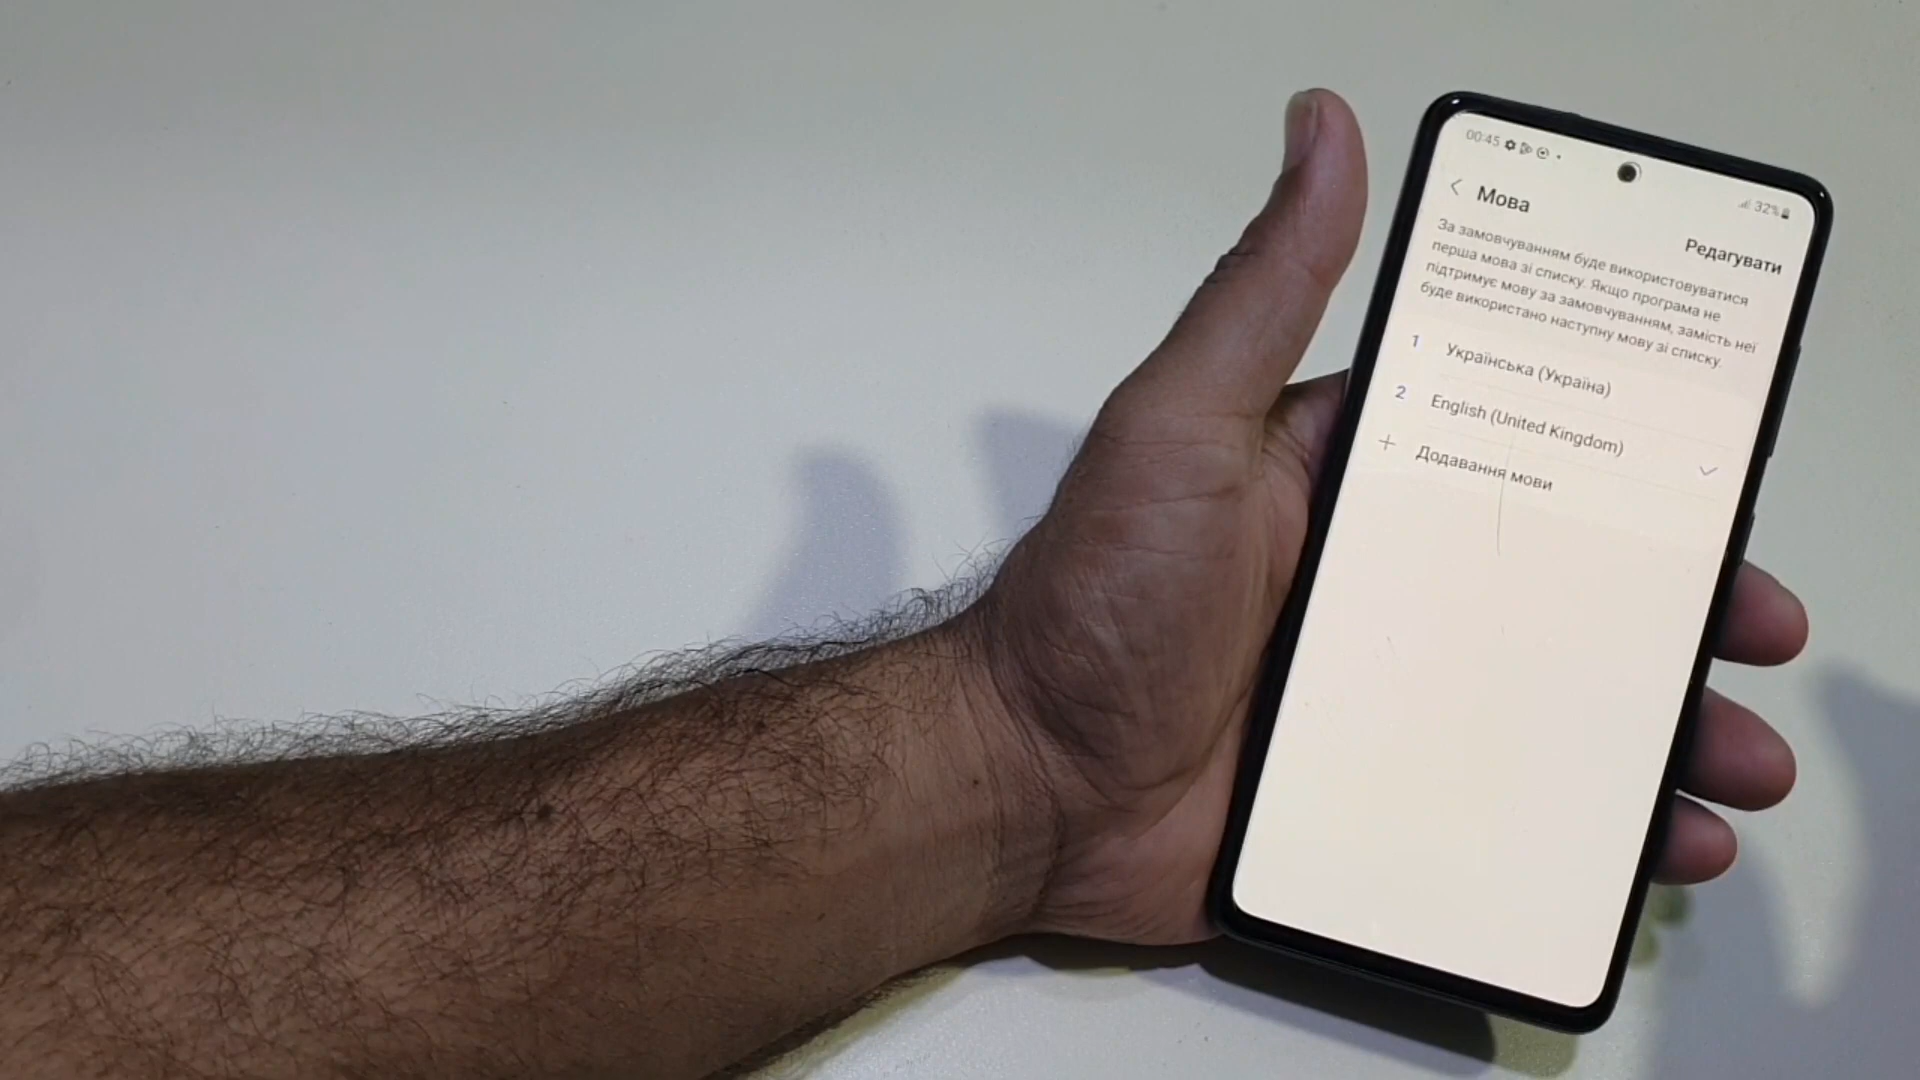 00:45
32%
Мова
Редагувати
За замовчуванням буде використовуватися
перша мова зі списку. Якщо програма не
підтримує мову за замовчуванням, замість неї
буде використано наступну мову зі списку.
1 Українська (Україна)
2 English (United Kingdom)
+ Додавання мови